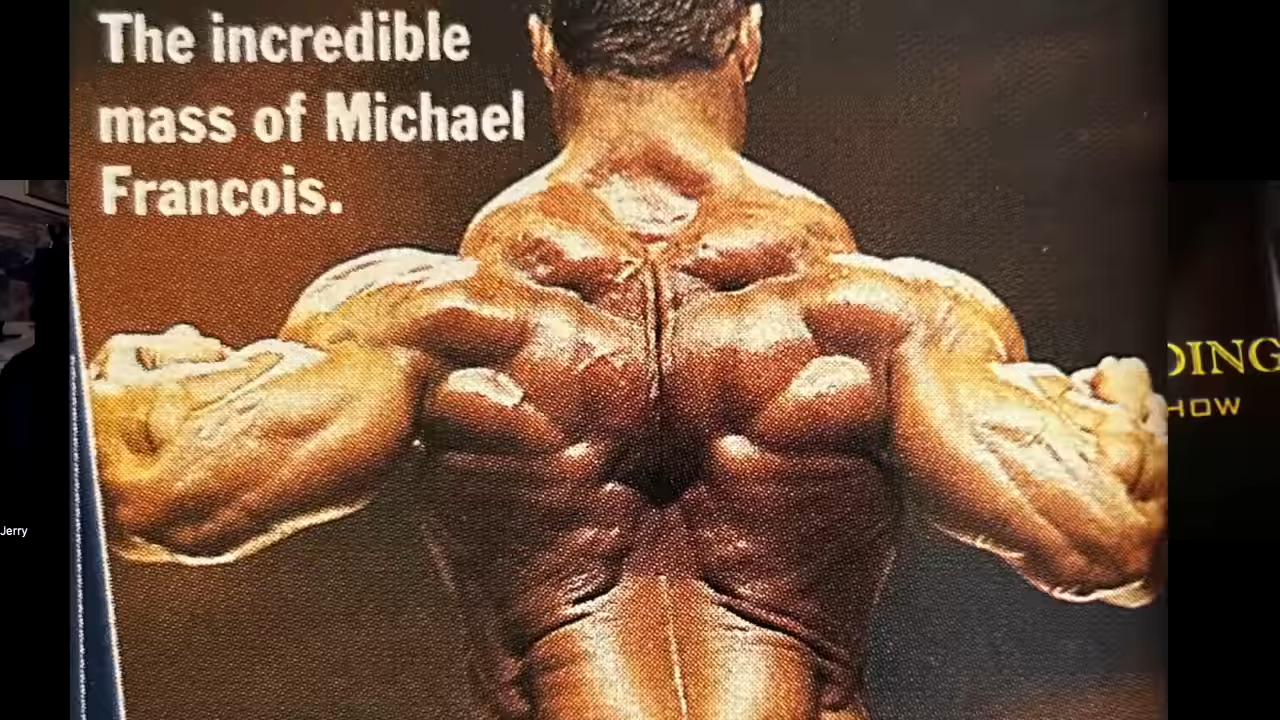 The incredible
mass of Michael
Francois.
DING
HOW
Jerry